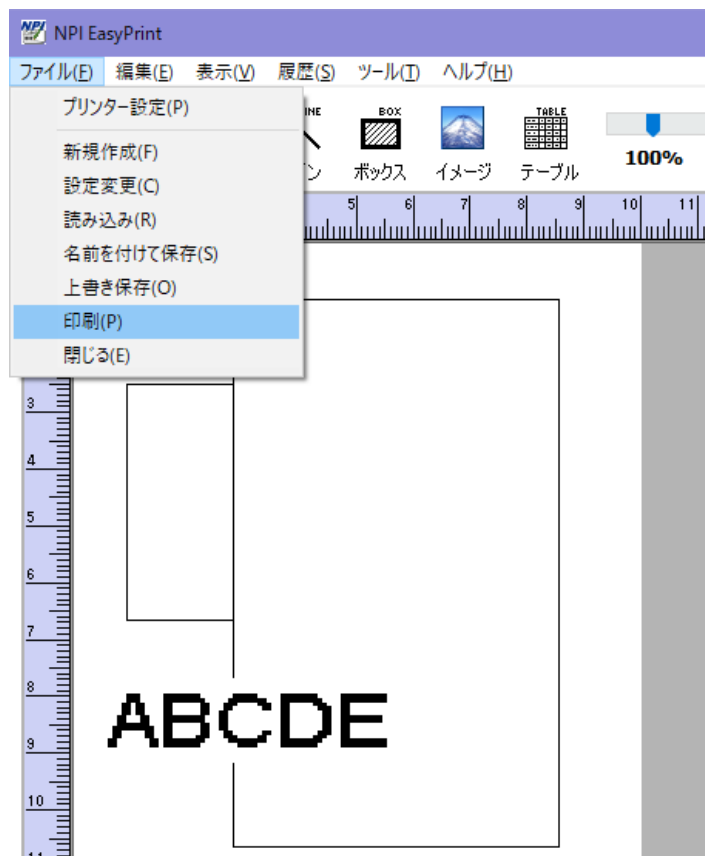 NPI EasyPrint
ファイル(F) 編集(E) 表示(V) 履歴(S) ツール(T) ヘルプ(H)
プリンター設定(P)
新規作成(F)
設定変更(C)
読み込み(R)
名前を付けて保存(S)
上書き保存(O)
印刷(P)
閉じる(E)
INE
ン
BOX
ボックス
イメージ
TABLE
テーブル
100%
5 6 7 8 9 10 11
3
4
5
6
7
8
9
10
11
ABCDE